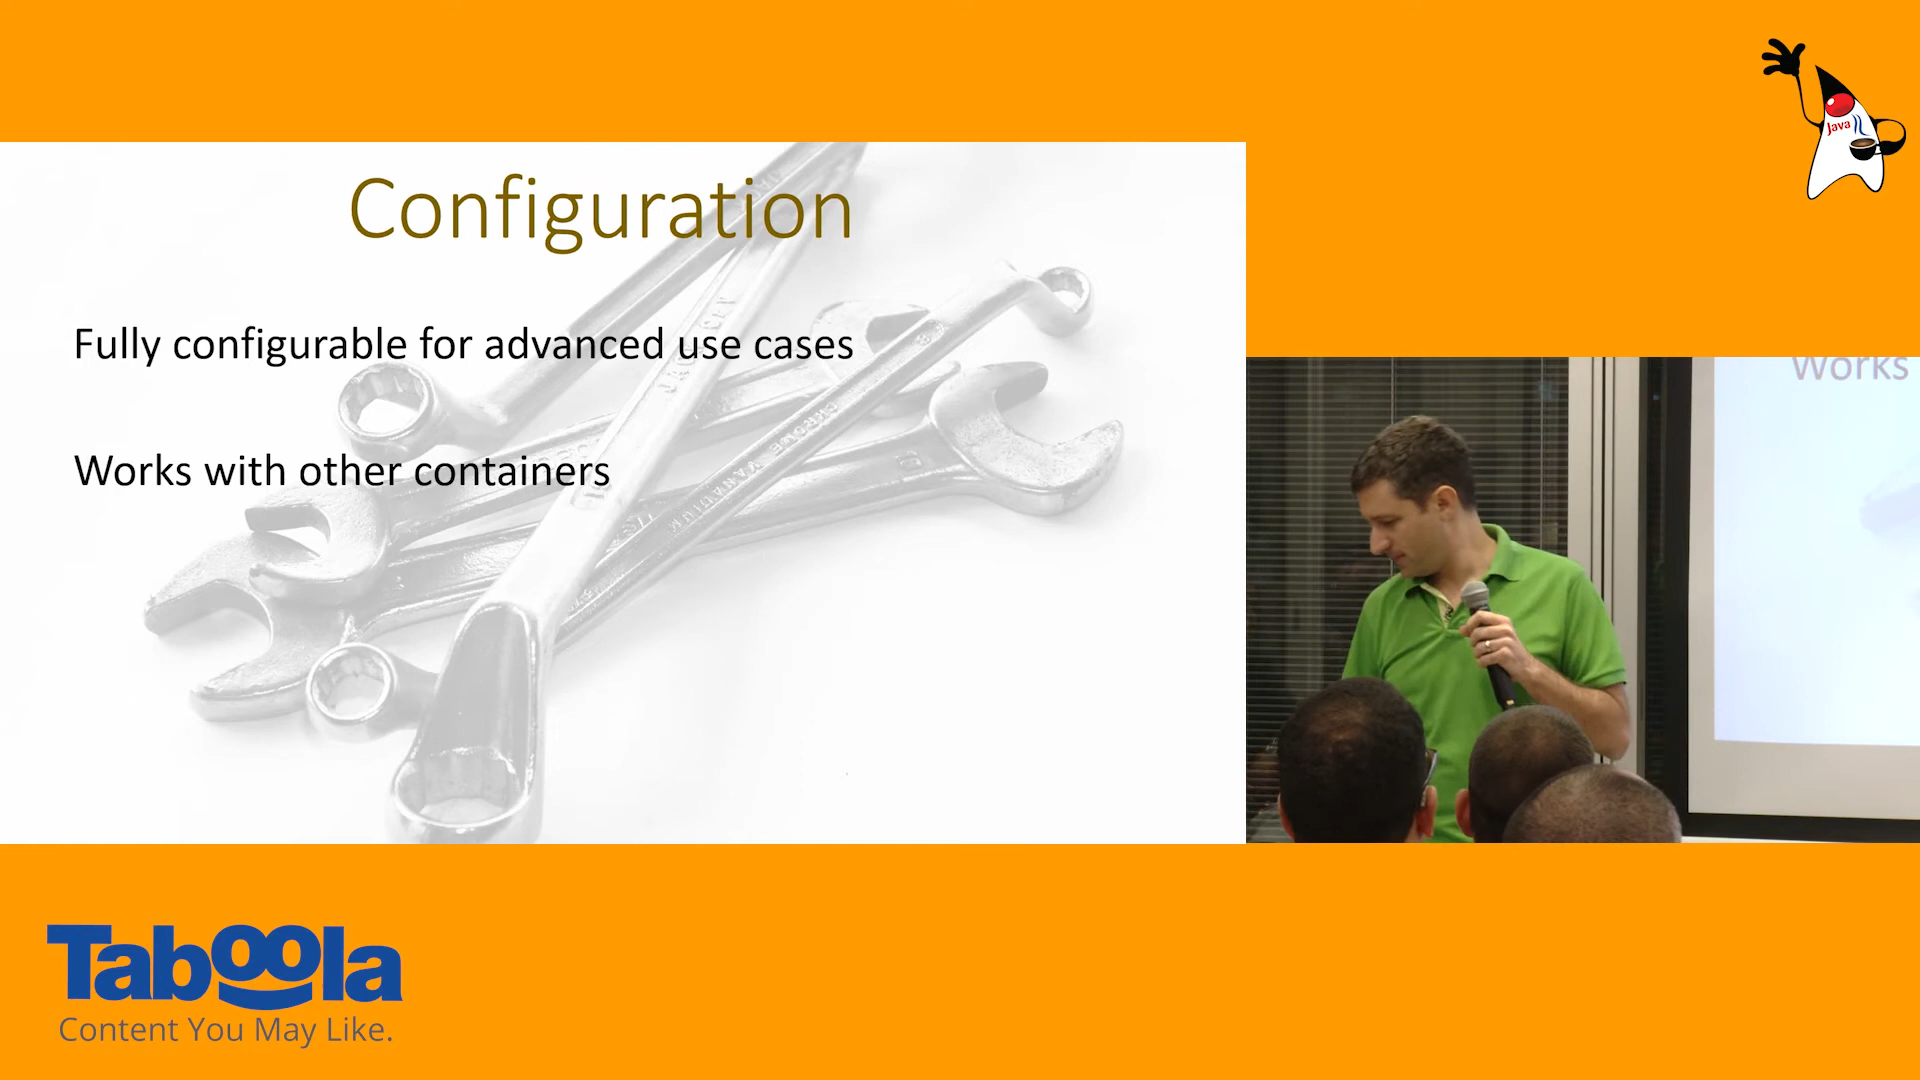 Configuration
Fully configurable for advanced use cases
Works with other containers
Java
Works
Taboola
Content You May Like.